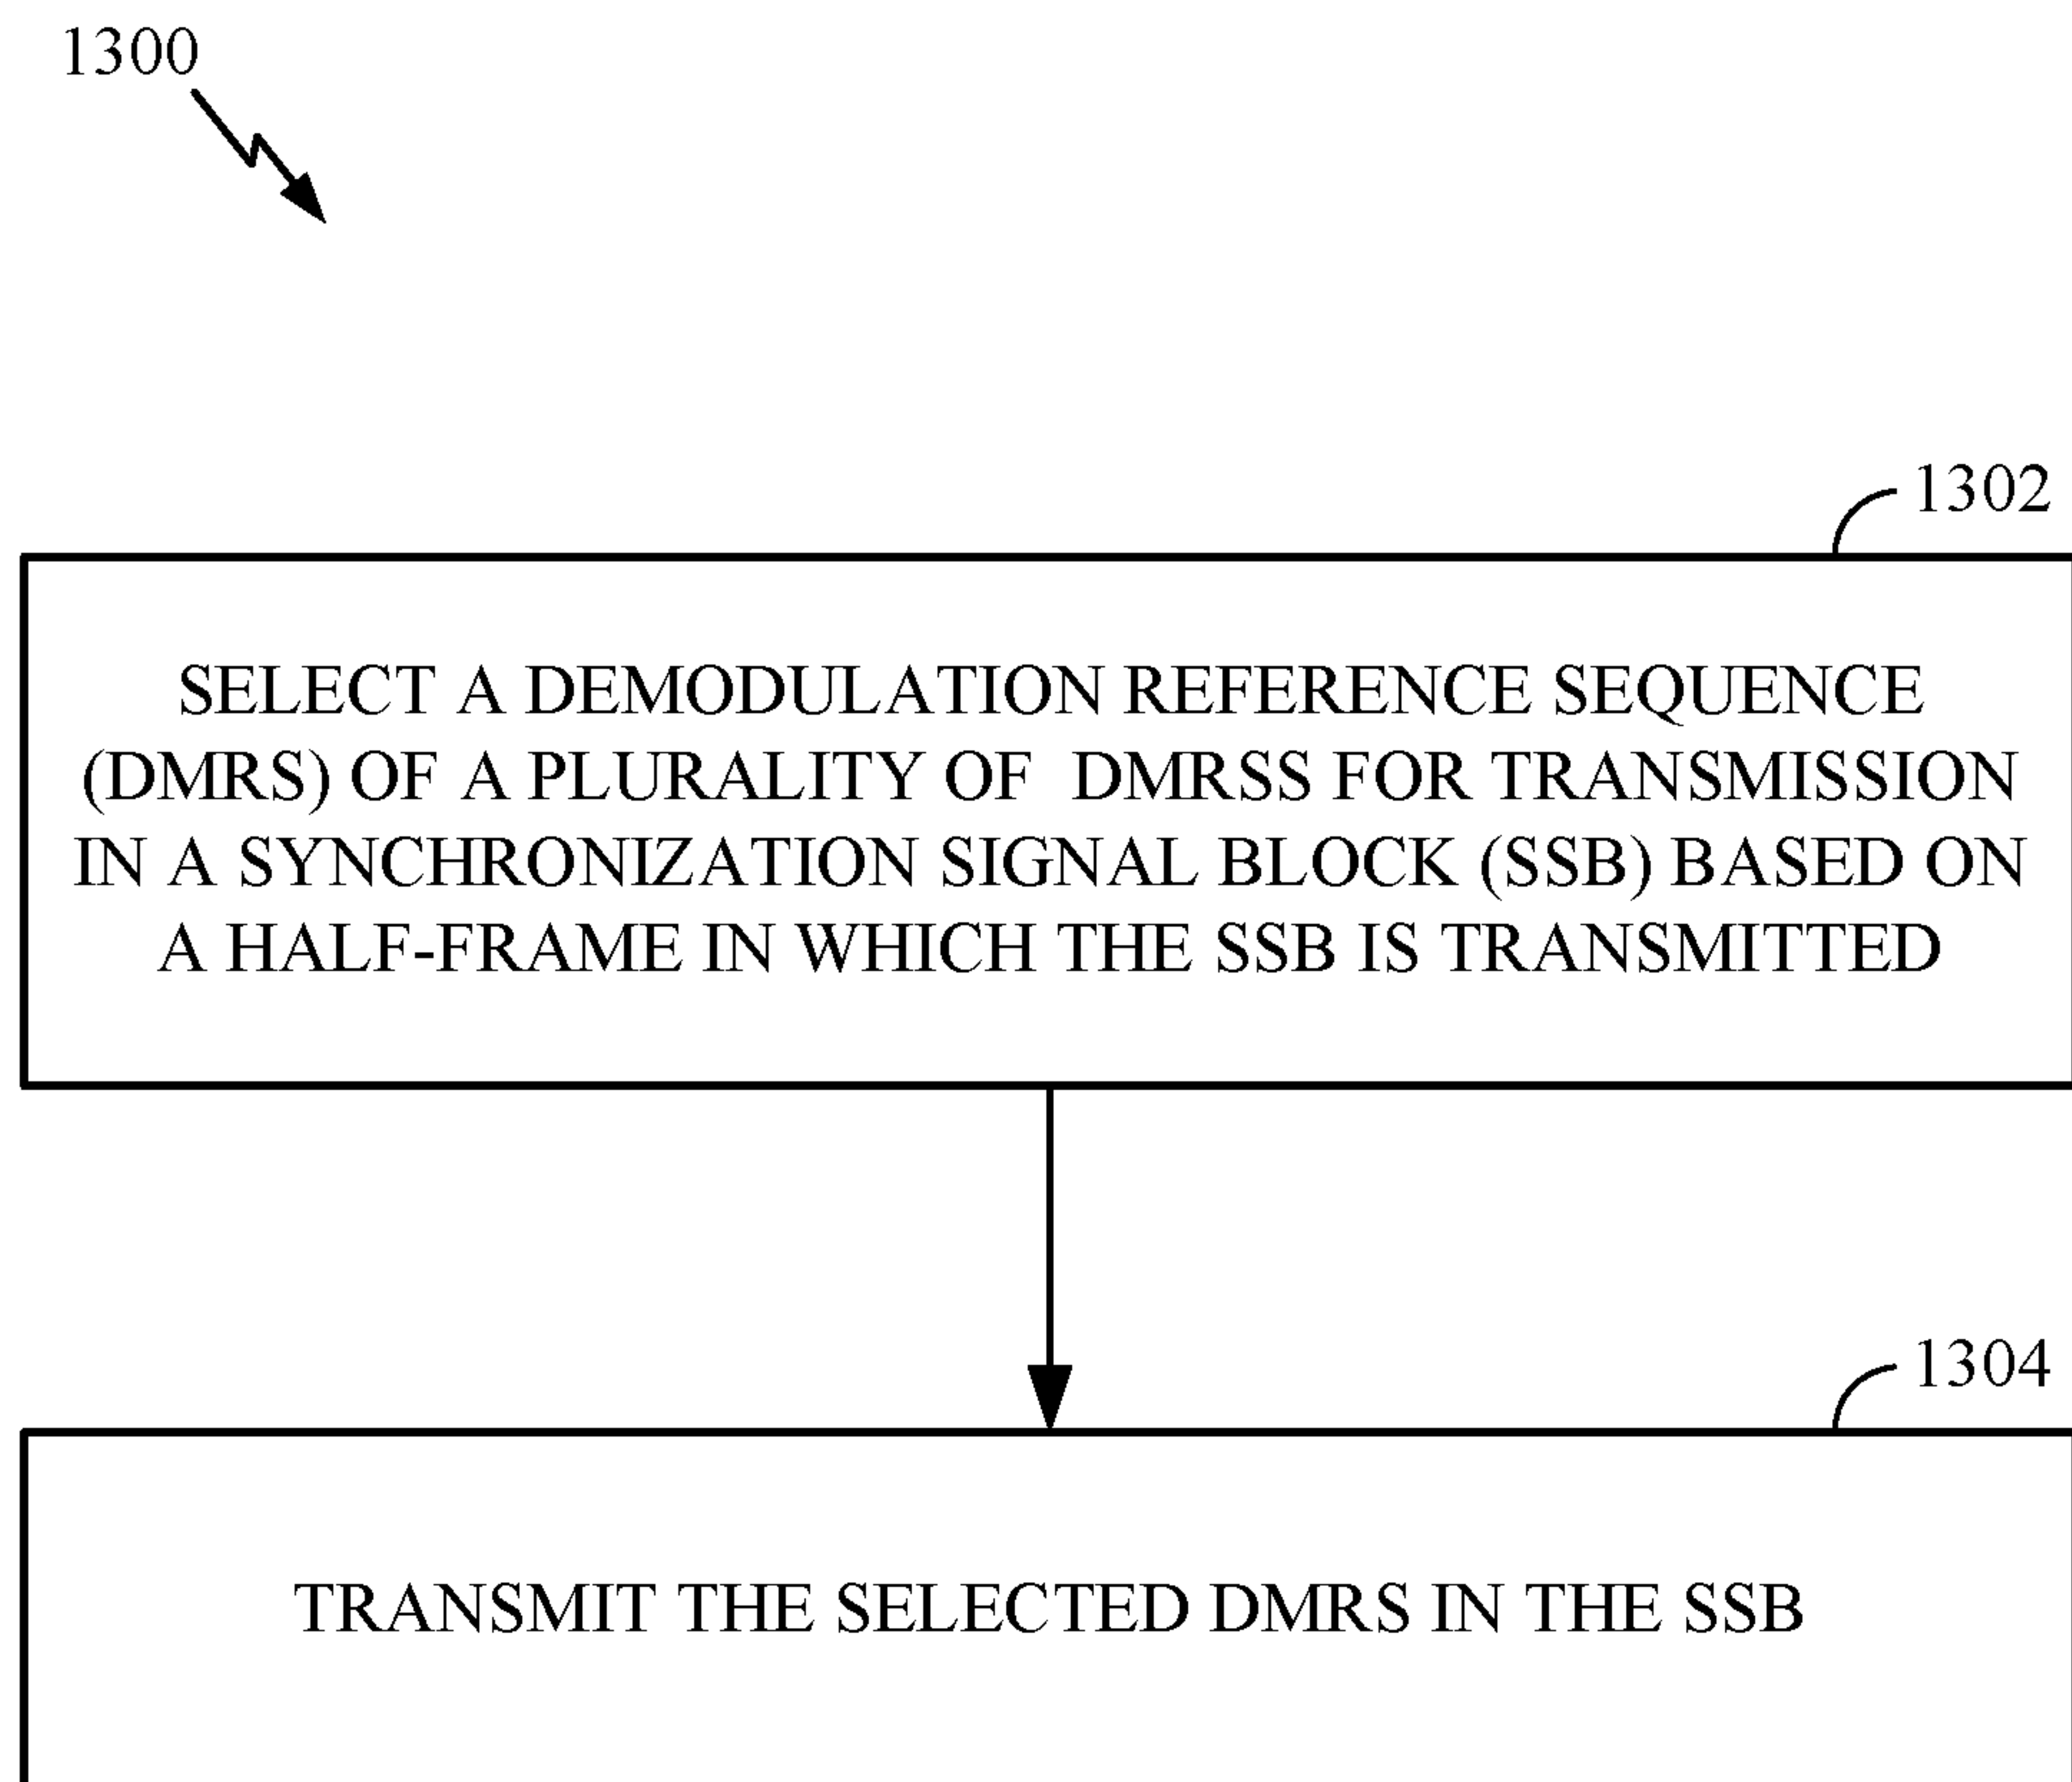 1300
1302
SELECT A DEMODULATION REFERENCE SEQUENCE
(DMRS) OF A PLURALITY OF DMRSS FOR TRANSMISSION
IN A SYNCHRONIZATION SIGNAL BLOCK (SSB) BASED ON
A HALF-FRAME IN WHICH THE SSB IS TRANSMITTED
1304
TRANSMIT THE SELECTED DMRS IN THE SSB